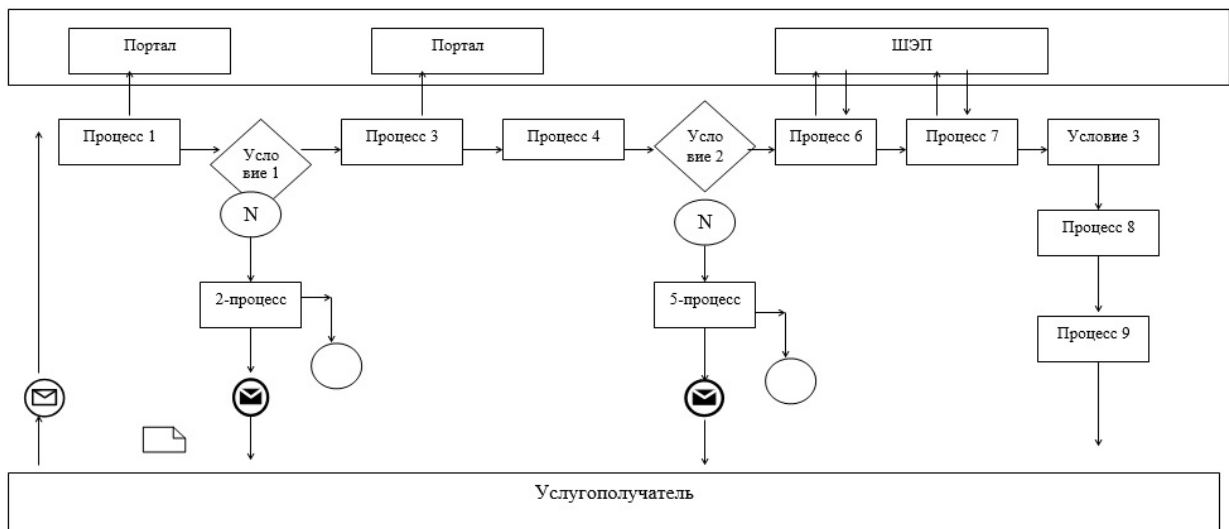 Портал
Портал
ШЭП
Процесс 1
Усло
вие 1
Процесс 3
Процесс 4
Усло
вие 2
Процесс 6
Процесс 7
Условие 3
N
N
Процесс 8
2-процесс
5-процесс
Процесс 9
Услугополучатель